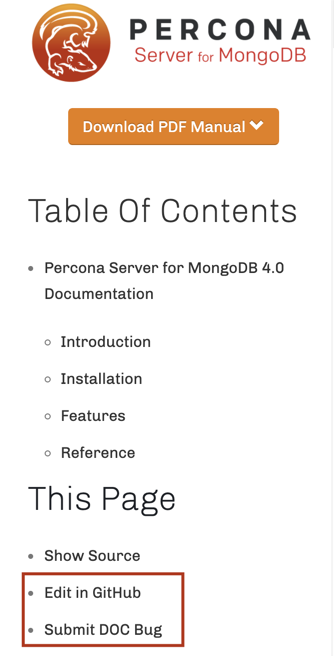 PERCONA
Server for MongoDB
Download PDF Manual
Table Of Contents
Percona Server for MongoDB 4.0
Documentation
Introduction
Installation
Features
Reference
This Page
Show Source
Edit in GitHub
Submit DOC Bug